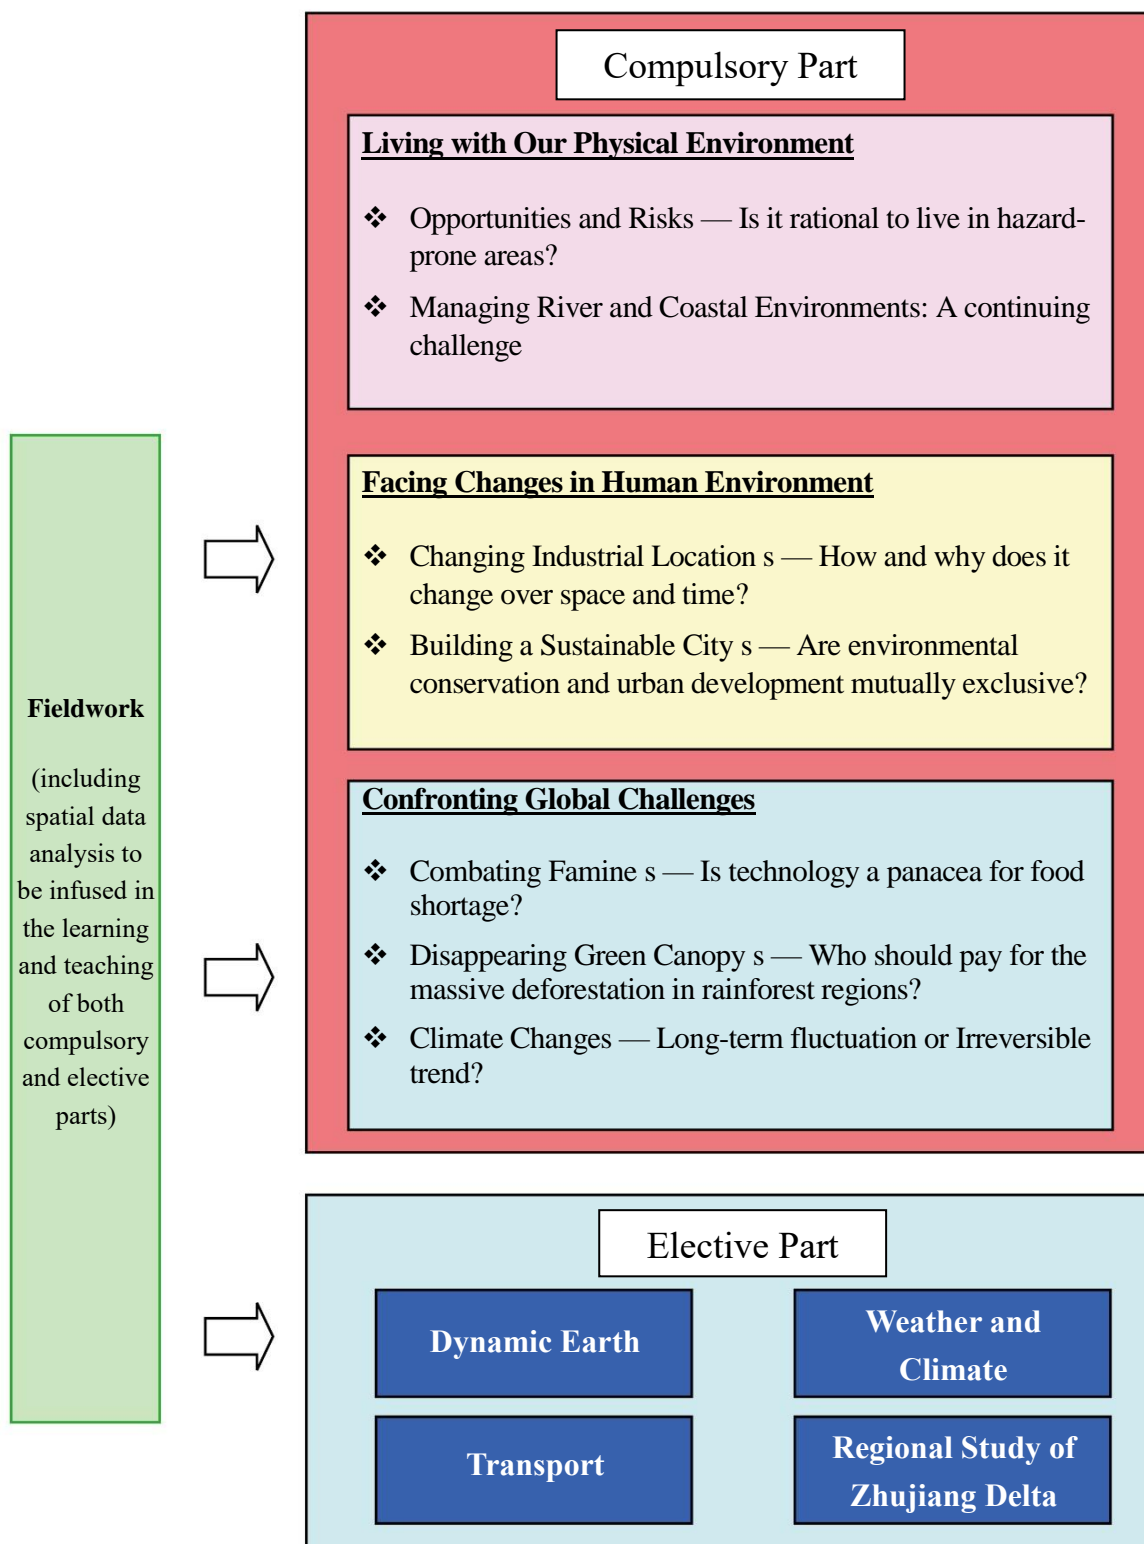 Compulsory Part
Living with Our Physical Environment
❖ Opportunities and Risks — Is it rational to live in hazard-
prone areas?
❖ Managing River and Coastal Environments: A continuing
challenge
Facing Changes in Human Environment
❖ Changing Industrial Location s — How and why does it
change over space and time?
❖ Building a Sustainable City s — Are environmental
conservation and urban development mutually exclusive?
Confronting Global Challenges
❖ Combating Famine s — Is technology a panacea for food
shortage?
❖ Disappearing Green Canopy s — Who should pay for the
massive deforestation in rainforest regions?
❖ Climate Changes — Long-term fluctuation or Irreversible
trend?
Fieldwork
(including
spatial data
analysis to
be infused in
the learning
and teaching
of both
compulsory
and elective
parts)
Elective Part
Dynamic Earth
Weather and
Climate
Transport
Regional Study of
Zhujiang Delta